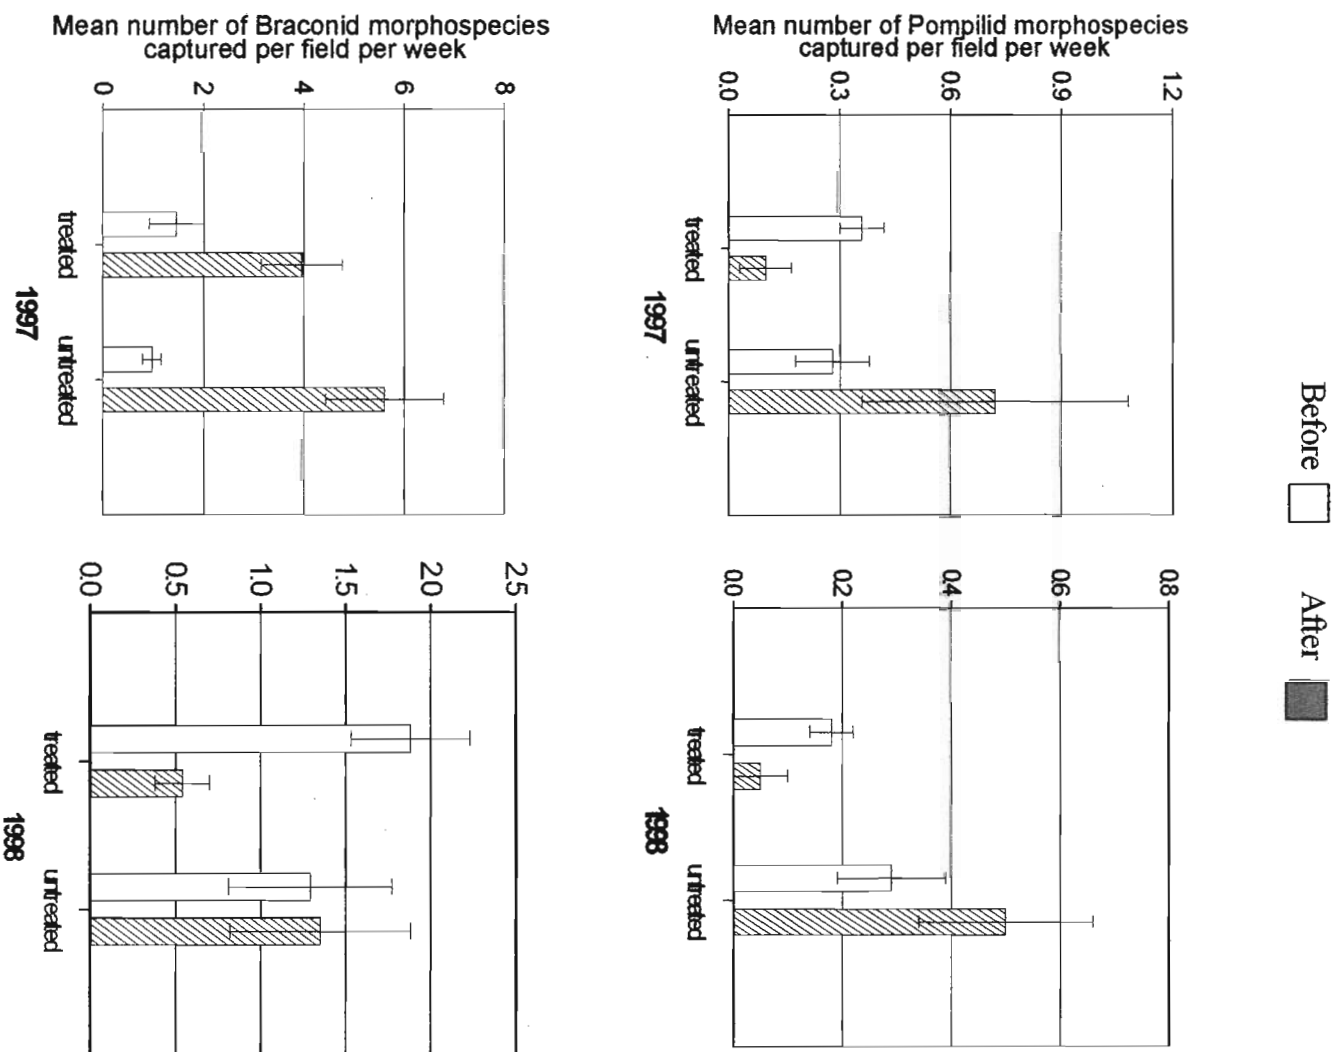 Before
After
Mean number of Pompilid morphospecies
captured per field per week
0.0
0.3
0.6
0.9
1.2
treated
untreated
1997
0.0
0.2
0.4
0.6
0.8
treated
untreated
1998
Mean number of Braconid morphospecies
captured per field per week
0
2
4
6
8
treated
untreated
1997
0.0
0.5
1.0
1.5
2.0
2.5
treated
untreated
1998